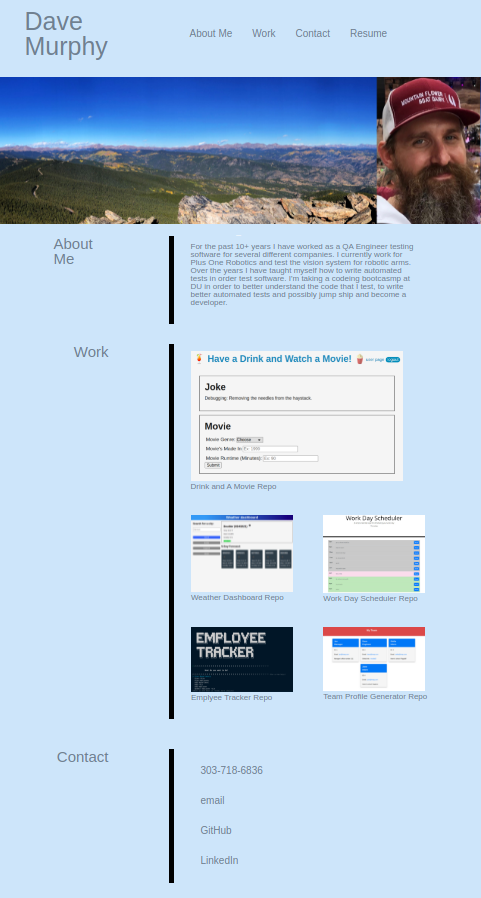 Dave
Murphy
About Me
Work
Contact
Resume
MOUNTAIN FLOWER
GOAT DAIRY
About
Me
For the past 10+ years I have worked as a QA Engineer testing
software for several different companies. I currently work for
Plus One Robotics and test the vision system for robotic arms.
Over the years I have taught myself how to write automated
tests in order test software. I'm taking a codeing bootcasmp at
DU in order to better understand the code that I test, to write
better automated tests and possibly jump ship and become a
developer.
Work
Have a Drink and Watch a Movie!
Joke
Debugging: Removing the needles from the haystack.
Movie
Movie Genre: Choose
Movie's Made In:
Movie Runtime (Minutes): Ex: 90
Submit
Drink and A Movie Repo
Weather Dashboard
Work Day Scheduler
Weather Dashboard Repo
Work Day Scheduler Repo
EMPLOYEE
TRACKER
Emplyee Tracker Repo
Team Profile Generator Repo
Contact
303-718-6836
email
GitHub
LinkedIn